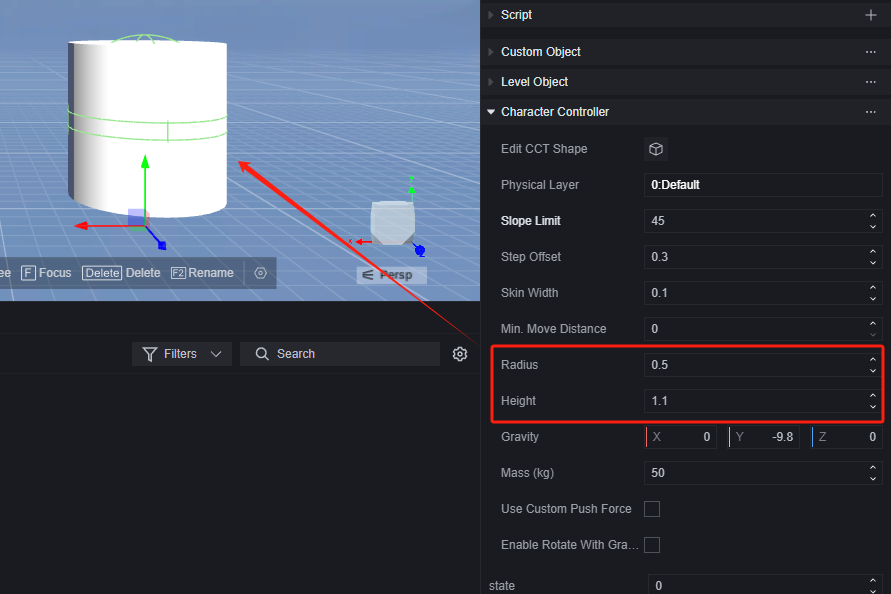 Script
Custom Object
Level Object
Character Controller
Edit CCT Shape
Physical Layer 0:Default
Slope Limit 45
Step Offset 0.3
Skin Width 0.1
Min. Move Distance 0
Radius 0.5
Height 1.1
Gravity X 0 Y -9.8 Z 0
Mass (kg) 50
Use Custom Push Force
Enable Rotate With Gra...
state 0
ee F Focus Delete Delete F2 Rename
Persp
Filters Search